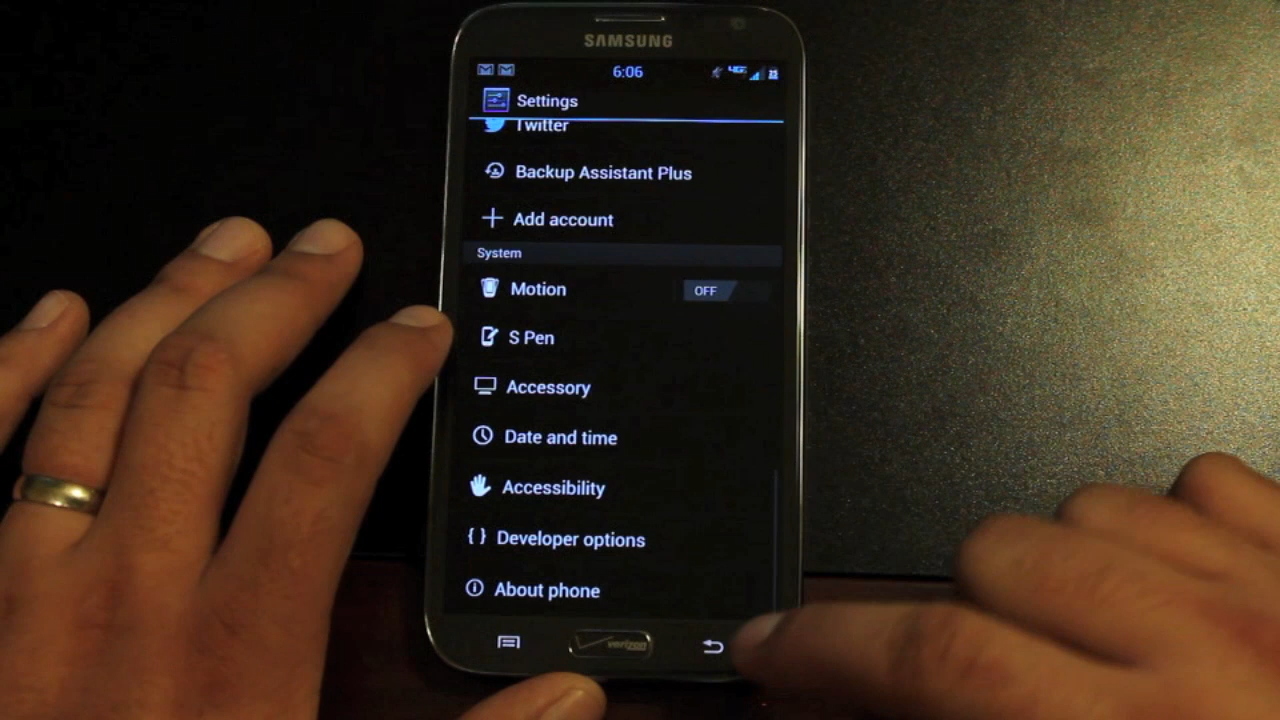 SAMSUNG
6:06
Settings
Twitter
Backup Assistant Plus
Add account
System
Motion
OFF
S Pen
Accessory
Date and time
Accessibility
Developer options
About phone
verizon